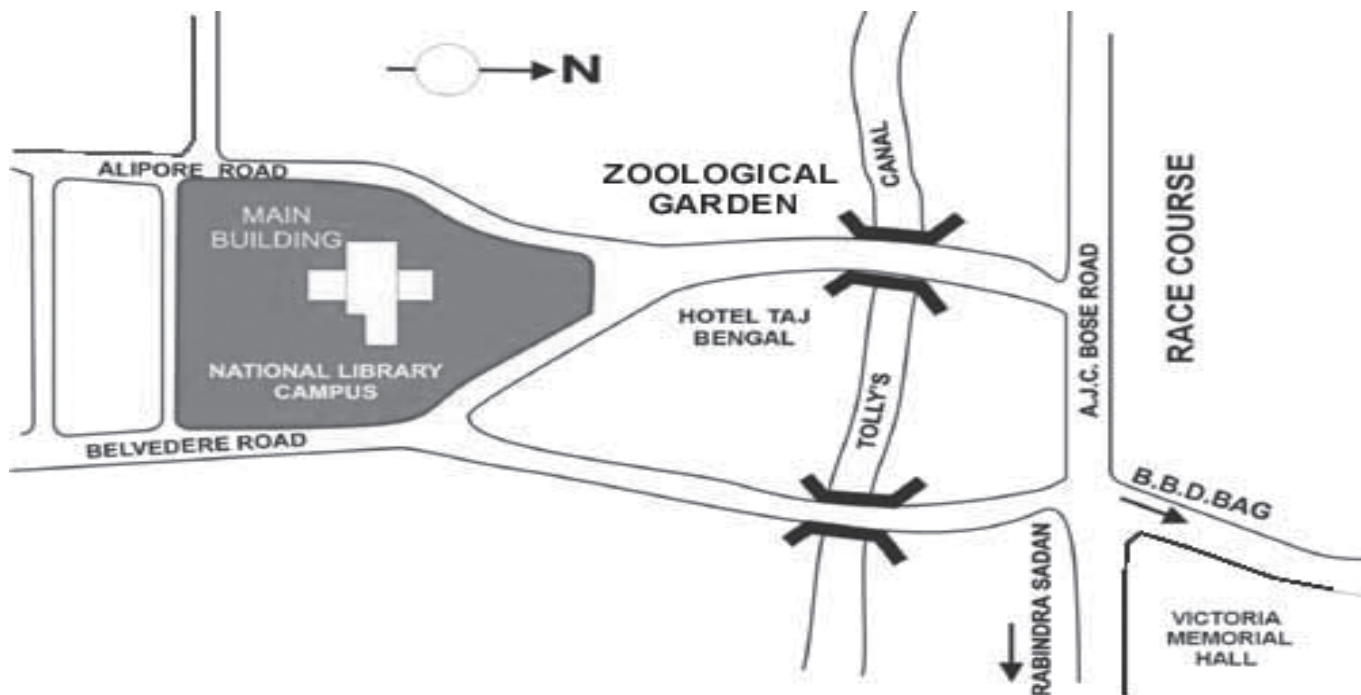 N
ALIPORE ROAD
ZOOLOGICAL
GARDEN
CANAL
MAIN
BUILDING
RACE COURSE
A.J.C. BOSE ROAD
HOTEL TAJ
BENGAL
NATIONAL LIBRARY
CAMPUS
TOLLY'S
BELVEDERE ROAD
B.B.D.BAG
RABINDRA SADAN
VICTORIA
MEMORIAL
HALL